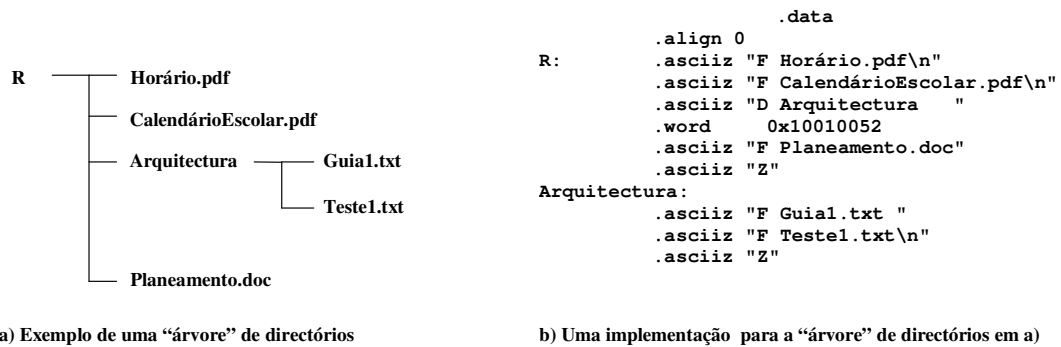 R
Horário.pdf
CalendárioEscolar.pdf
Arquitectura
Guia1.txt
Teste1.txt
Planeamento.doc
a) Exemplo de uma “árvore” de directórios
.data
.align 0
R: .asciiz "F Horário.pdf\n"
.asciiz "F CalendárioEscolar.pdf\n"
.asciiz "D Arquitectura   "
.word 0x10010052
.asciiz "F Planeamento.doc"
.asciiz "Z"
Arquitectura:
.asciiz "F Guia1.txt "
.asciiz "F Teste1.txt\n"
.asciiz "Z"
b) Uma implementação para a “árvore” de directórios em a)